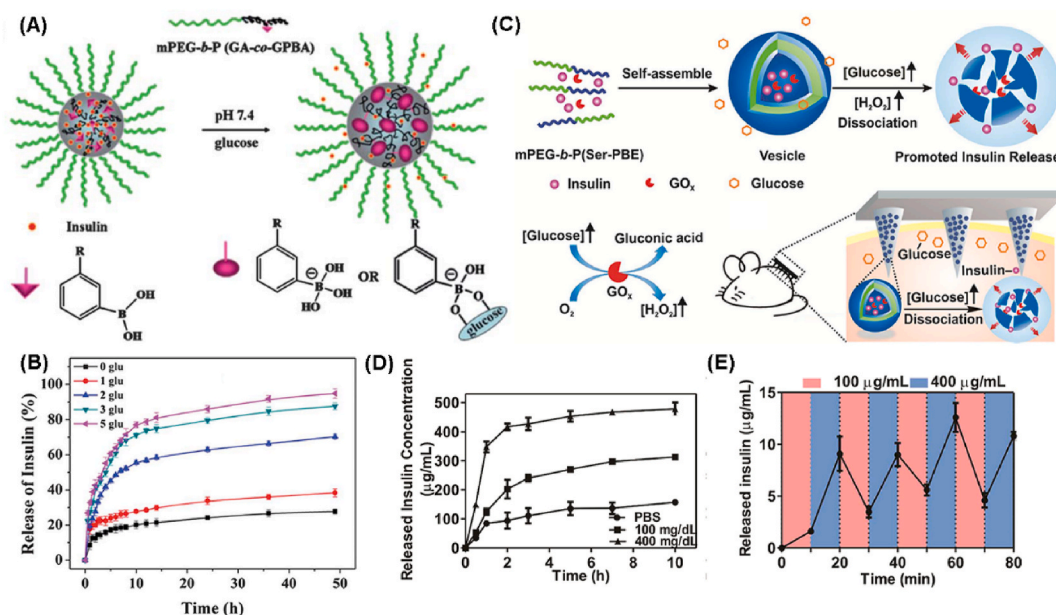 (A)
mPEG-b-P (GA-co-GPBA)
pH 7.4
glucose
Insulin
R
B
OH
OH
R
⊖
B
OH
OH
HO
OR
R
⊖
OH
B
O
O
glucose
(B)
Release of Insulin (%)
100
80
60
40
20
0
0 glu
1 glu
2 glu
3 glu
5 glu
0 10 20 30 40 50
Time (h)
(C)
Self-assemble
[Glucose]↑
[H₂O₂]↑
Dissociation
mPEG-b-P(Ser-PBE)
Vesicle
Promoted Insulin Release
Insulin
GOₓ
Glucose
[Glucose]↑
Gluconic acid
O₂
GOₓ
[H₂O₂]↑
Glucose
Insulin
[Glucose]↑
Dissociation
(D)
Released Insulin Concentration
(μg/mL)
500
400
300
200
100
0
PBS
100 mg/dL
400 mg/dL
0 2 4 6 8 10
Time (h)
(E)
100 μg/mL
400 μg/mL
Released insulin (μg/mL)
15
10
5
0
0 20 40 60 80
Time (min)